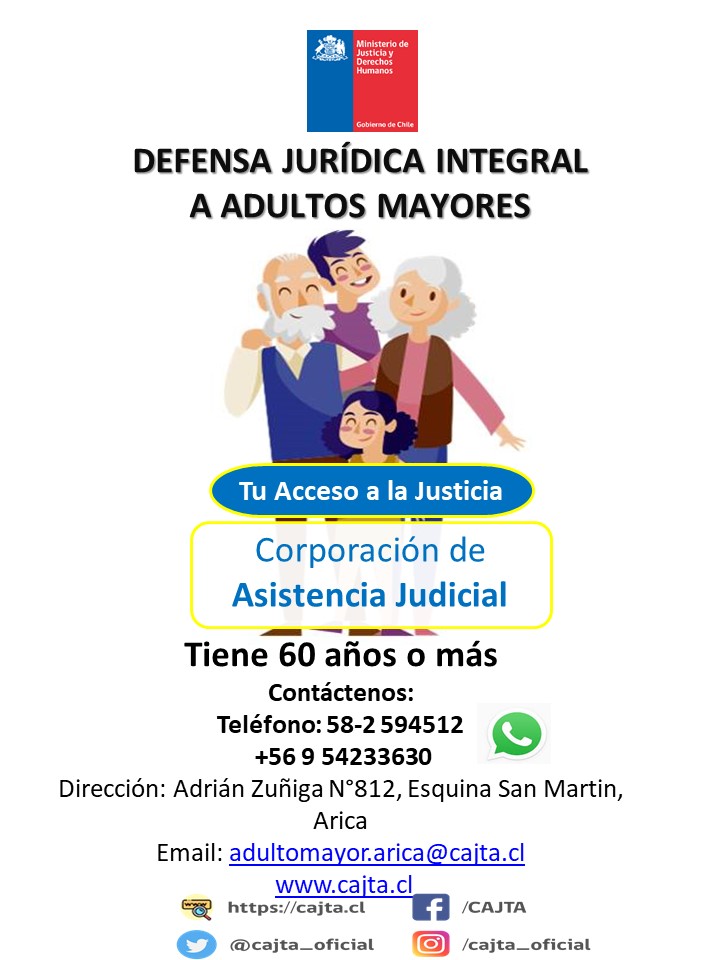 Ministerio de
Justicia y
Derechos
Humanos
Gobierno de Chile
DEFENSA JURÍDICA INTEGRAL
A ADULTOS MAYORES
Tu Acceso a la Justicia
Corporación de
Asistencia Judicial
Tiene 60 años o más
Contáctenos:
Teléfono: 58-2 594512
+56 9 54233630
Dirección: Adrián Zuñiga N°812, Esquina San Martin,
Arica
Email: adultomayor.arica@cajta.cl
www.cajta.cl
www https://cajta.cl /CAJTA
@cajta_oficial /cajta_oficial